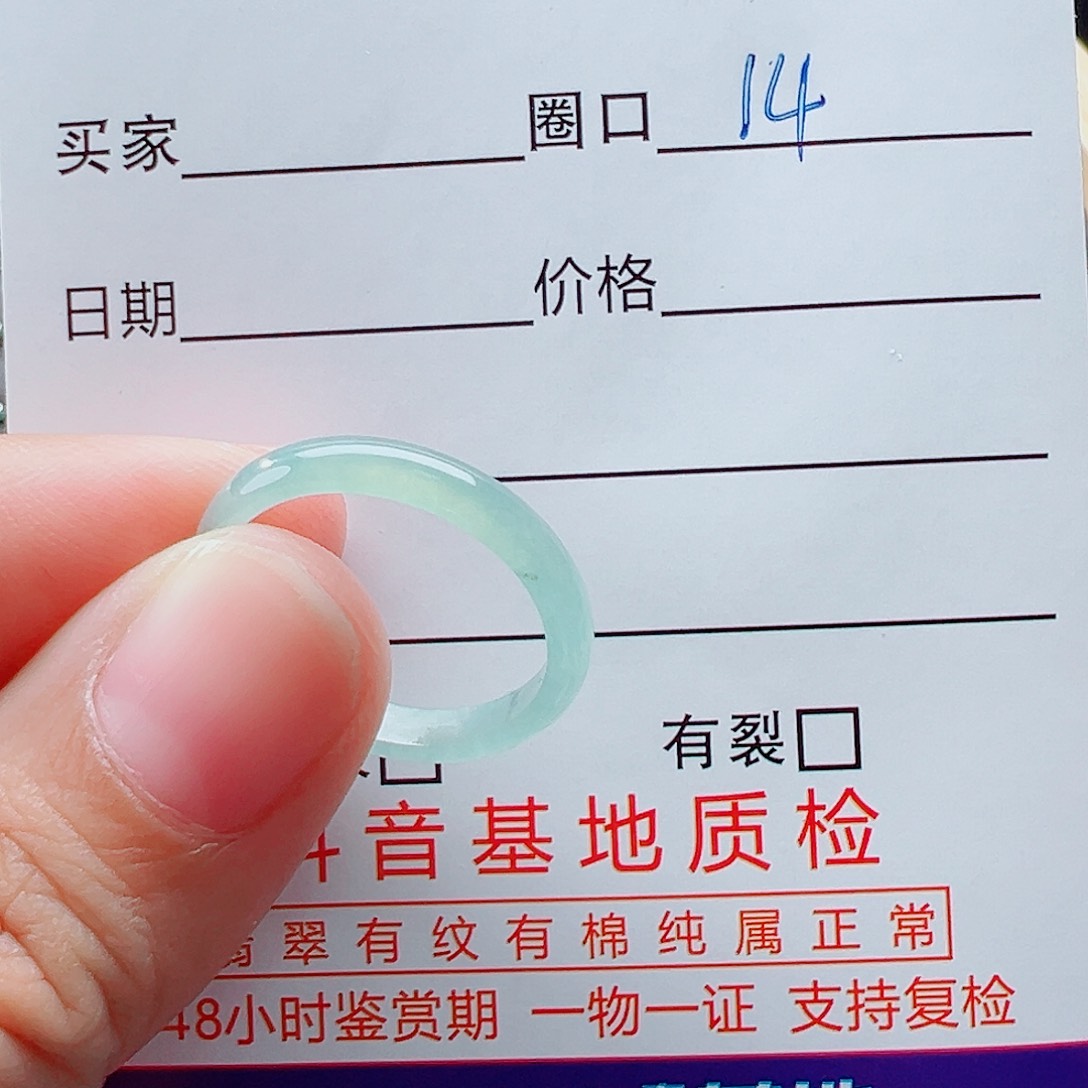 买家 圈口 14
日期 价格
有裂
音基地质检
翠有纹有棉纯属正常
48小时鉴赏期 一物一证 支持复检